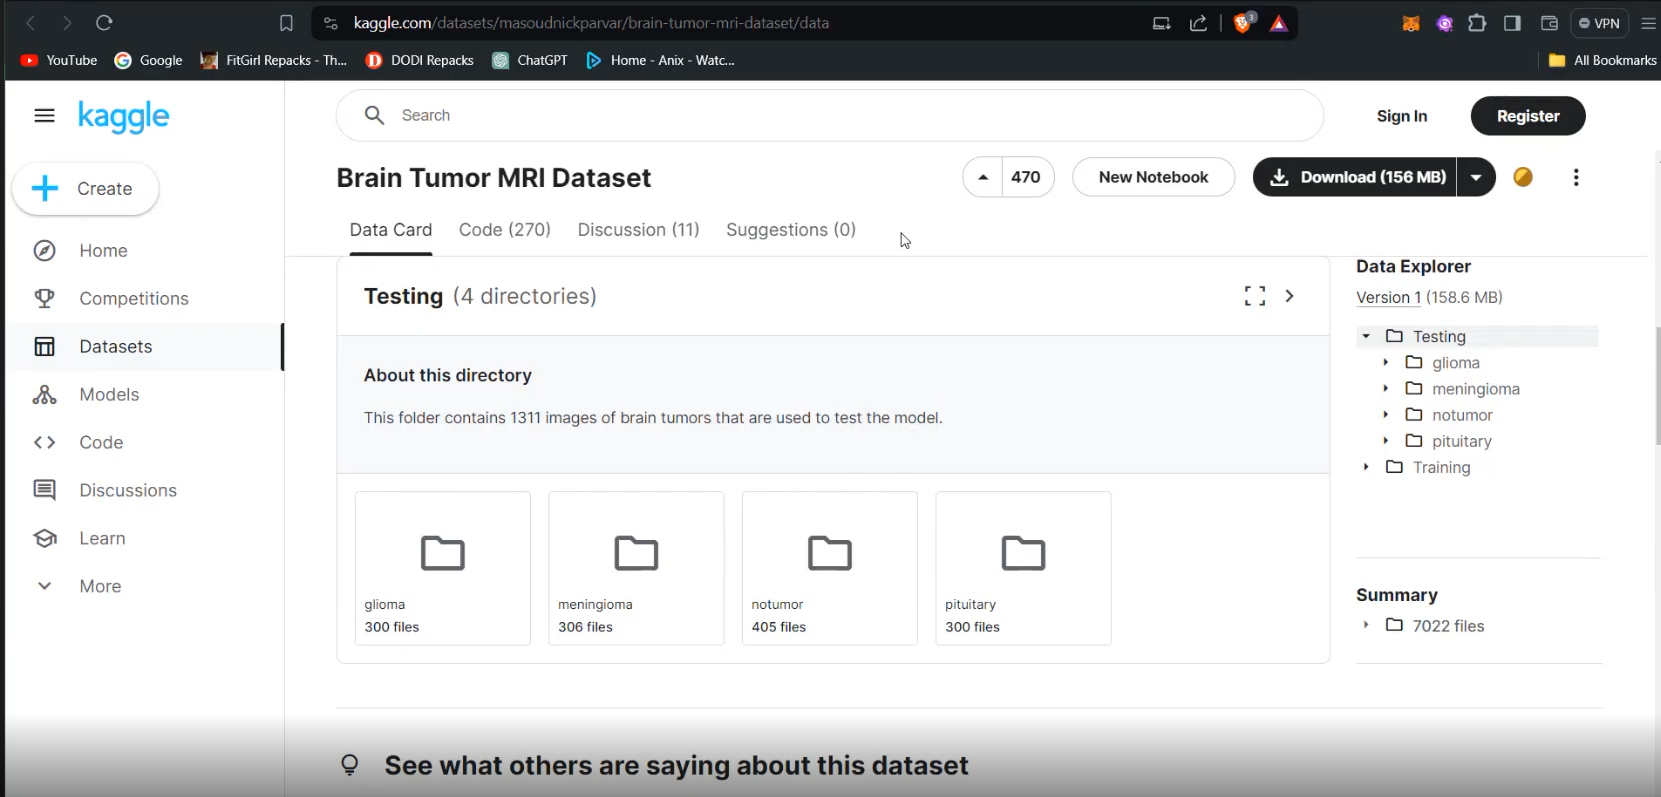 kaggle.com/datasets/masoudnickparvar/brain-tumor-mri-dataset/data
3
VPN
YouTube
Google
FitGirl Repacks - Th...
DODI Repacks
ChatGPT
Home - Anix - Watc...
All Bookmarks
kaggle
Search
Sign In
Register
Create
Home
Competitions
Datasets
Models
Code
Discussions
Learn
More
Brain Tumor MRI Dataset
470
New Notebook
Download (156 MB)
Data Card
Code (270)
Discussion (11)
Suggestions (0)
Testing (4 directories)
About this directory
This folder contains 1311 images of brain tumors that are used to test the model.
glioma
300 files
meningioma
306 files
notumor
405 files
pituitary
300 files
Data Explorer
Version 1 (158.6 MB)
Testing
glioma
meningioma
notumor
pituitary
Training
Summary
7022 files
See what others are saying about this dataset